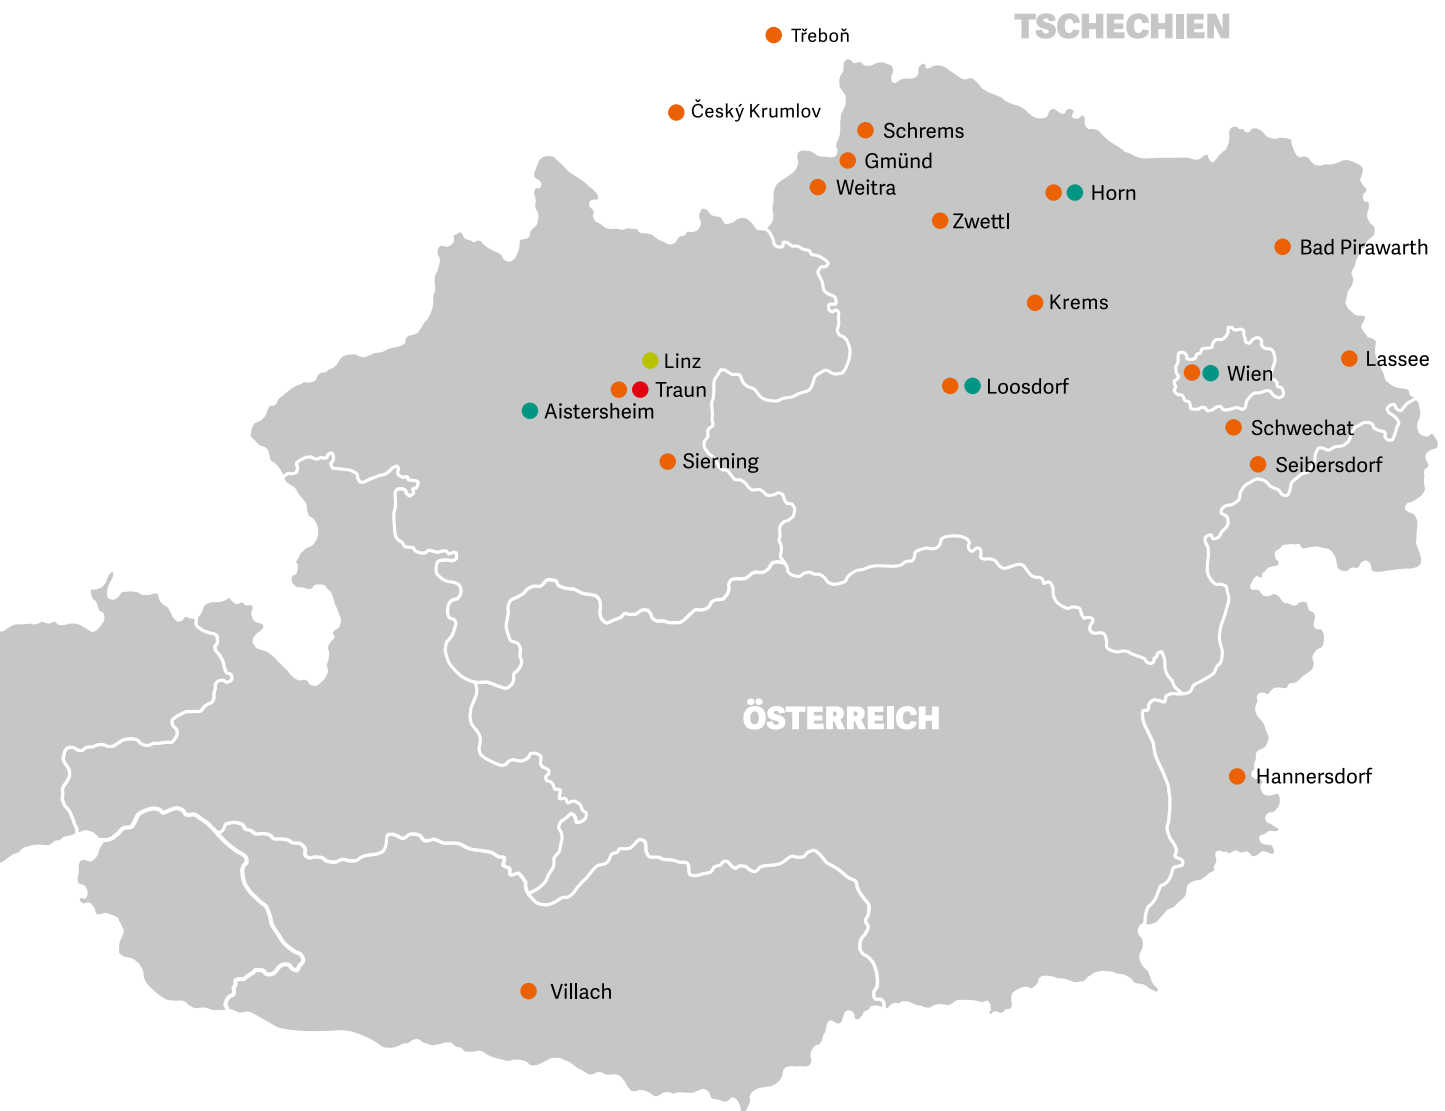 TSCHECHIEN
Třeboň
Český Krumlov
Schrems
Gmünd
Weitra
Horn
Zwettl
Bad Pirawarth
Krems
Linz
Lassee
Wien
Traun
Loosdorf
Aistersheim
Schwechat
Sierning
Seibersdorf
ÖSTERREICH
Hannersdorf
Villach